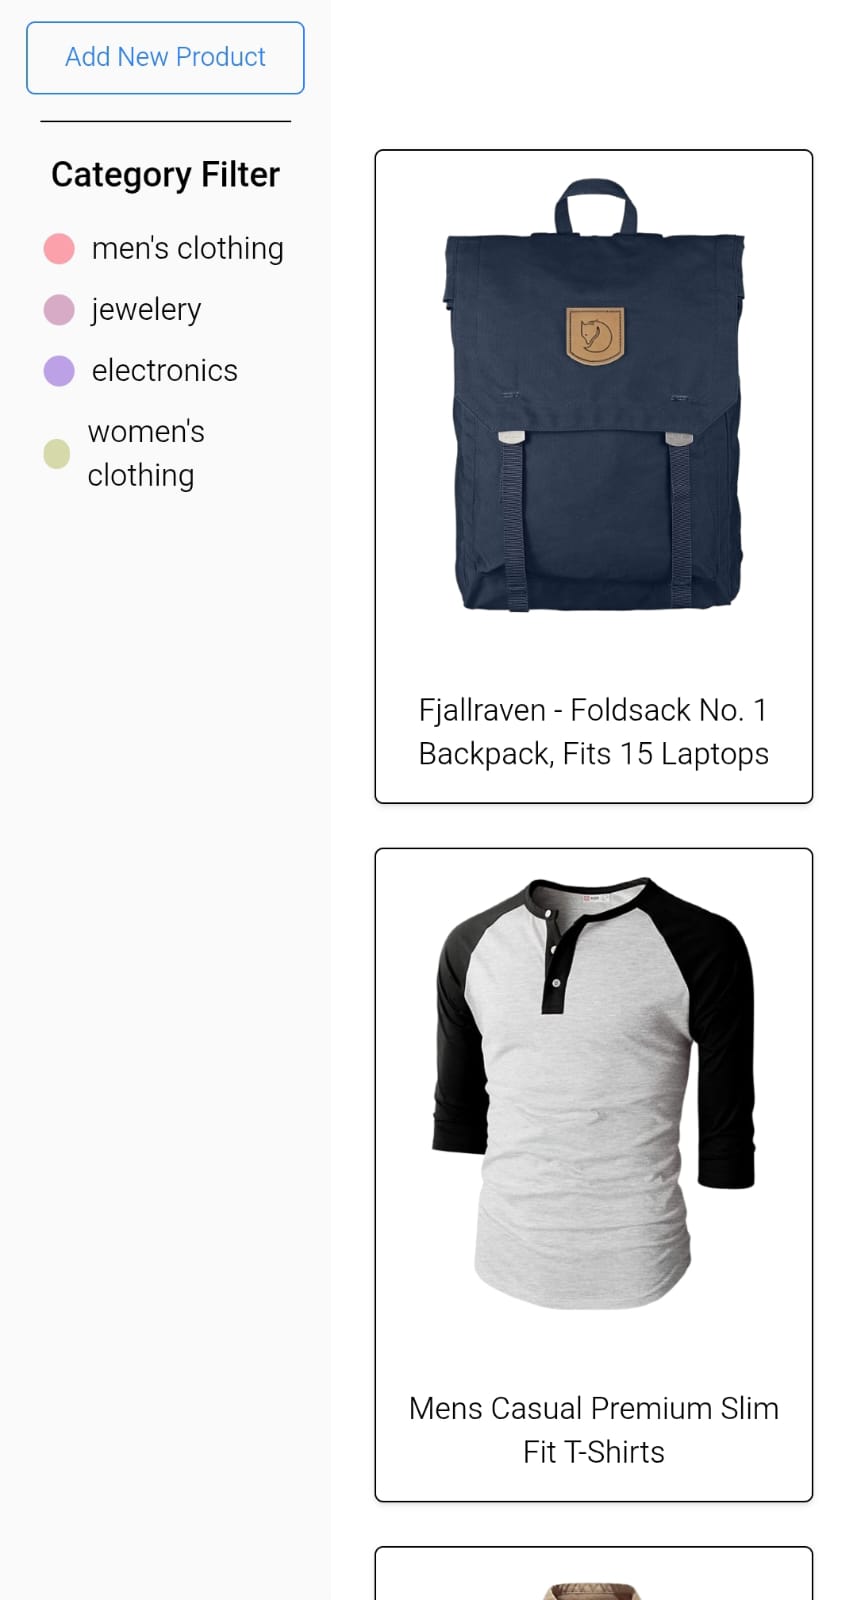 Add New Product
Category Filter
men's clothing
jewelery
electronics
women's
clothing
Fjallraven - Foldsack No. 1
Backpack, Fits 15 Laptops
Mens Casual Premium Slim
Fit T-Shirts